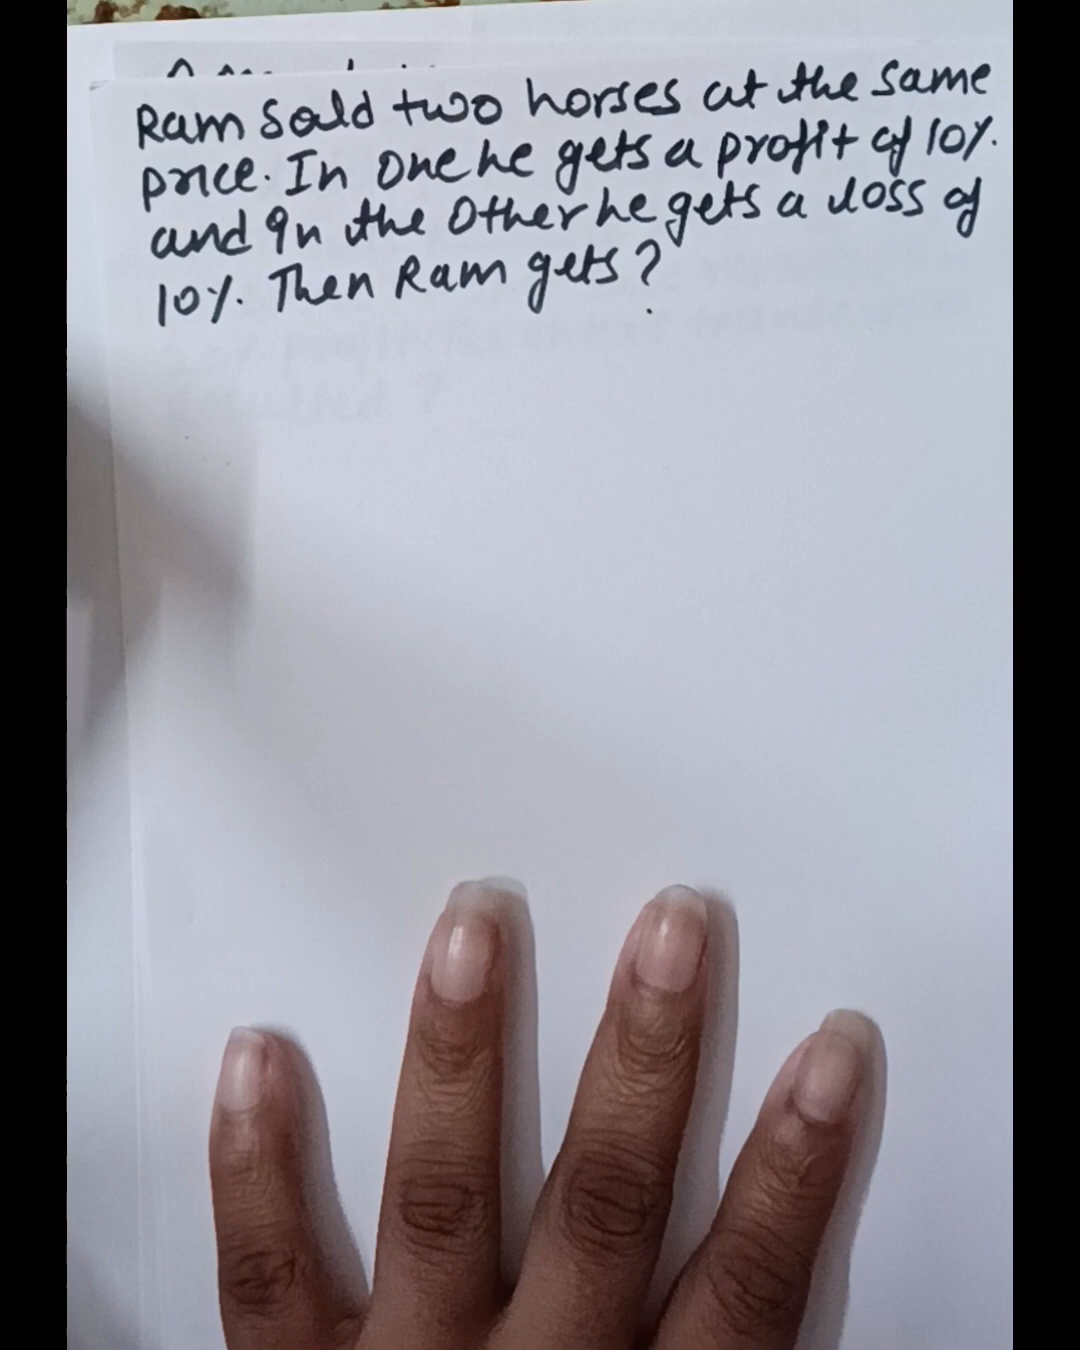 Ram Sold two horses at the same
price. In one he gets a profit of 10%.
and in the other he gets a loss of
10%. Then Ram gets?